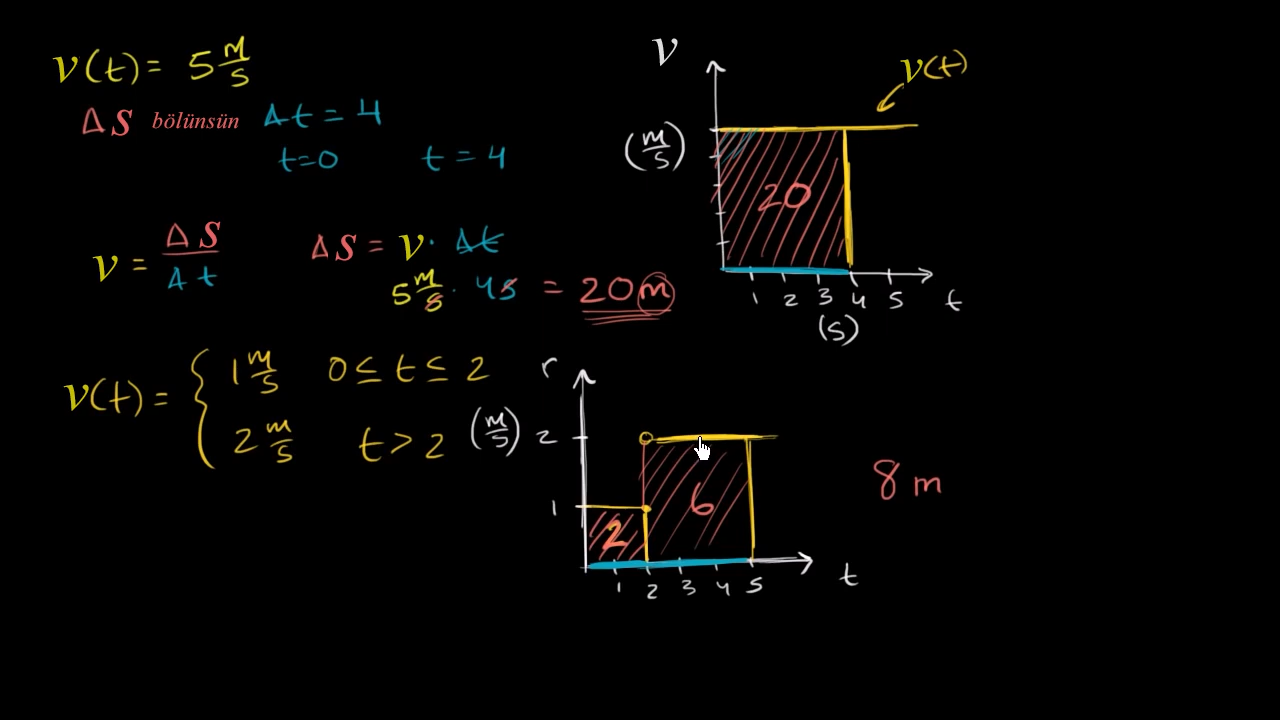 v(t) = 5 m/s
Δs bölünsün Δt = 4
t=0 t = 4
v = Δs/Δt Δs = v · Δt
5 m/s · 4s = 20 m
v(t) = { 1 m/s 0 ≤ t ≤ 2
2 m/s t > 2
v
v(t)
(m/s)
20
1 2 3 4 5 t
(s)
r
(m/s) 2
1
2 6
1 2 3 4 5 t
8 m